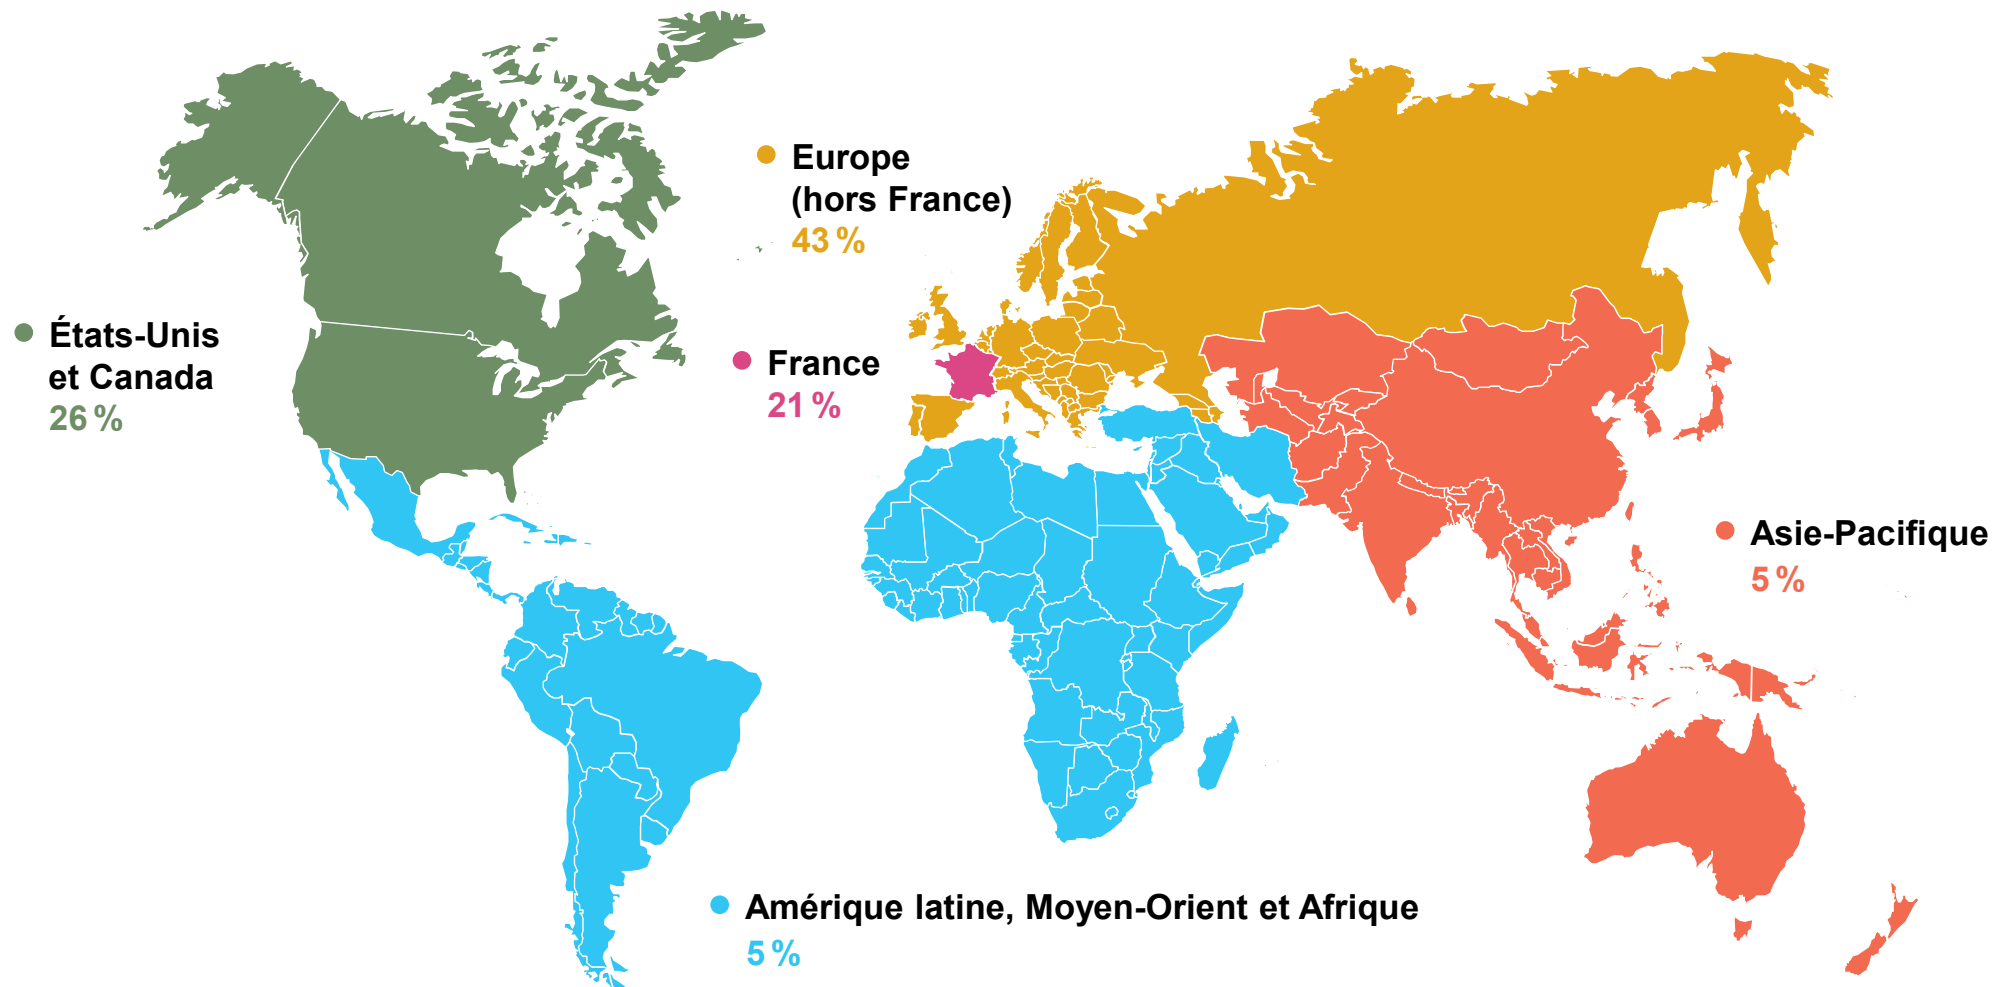 Europe
(hors France)
43 %
États-Unis
et Canada
26 %
France
21 %
Asie-Pacifique
5 %
Amérique latine, Moyen-Orient et Afrique
5 %